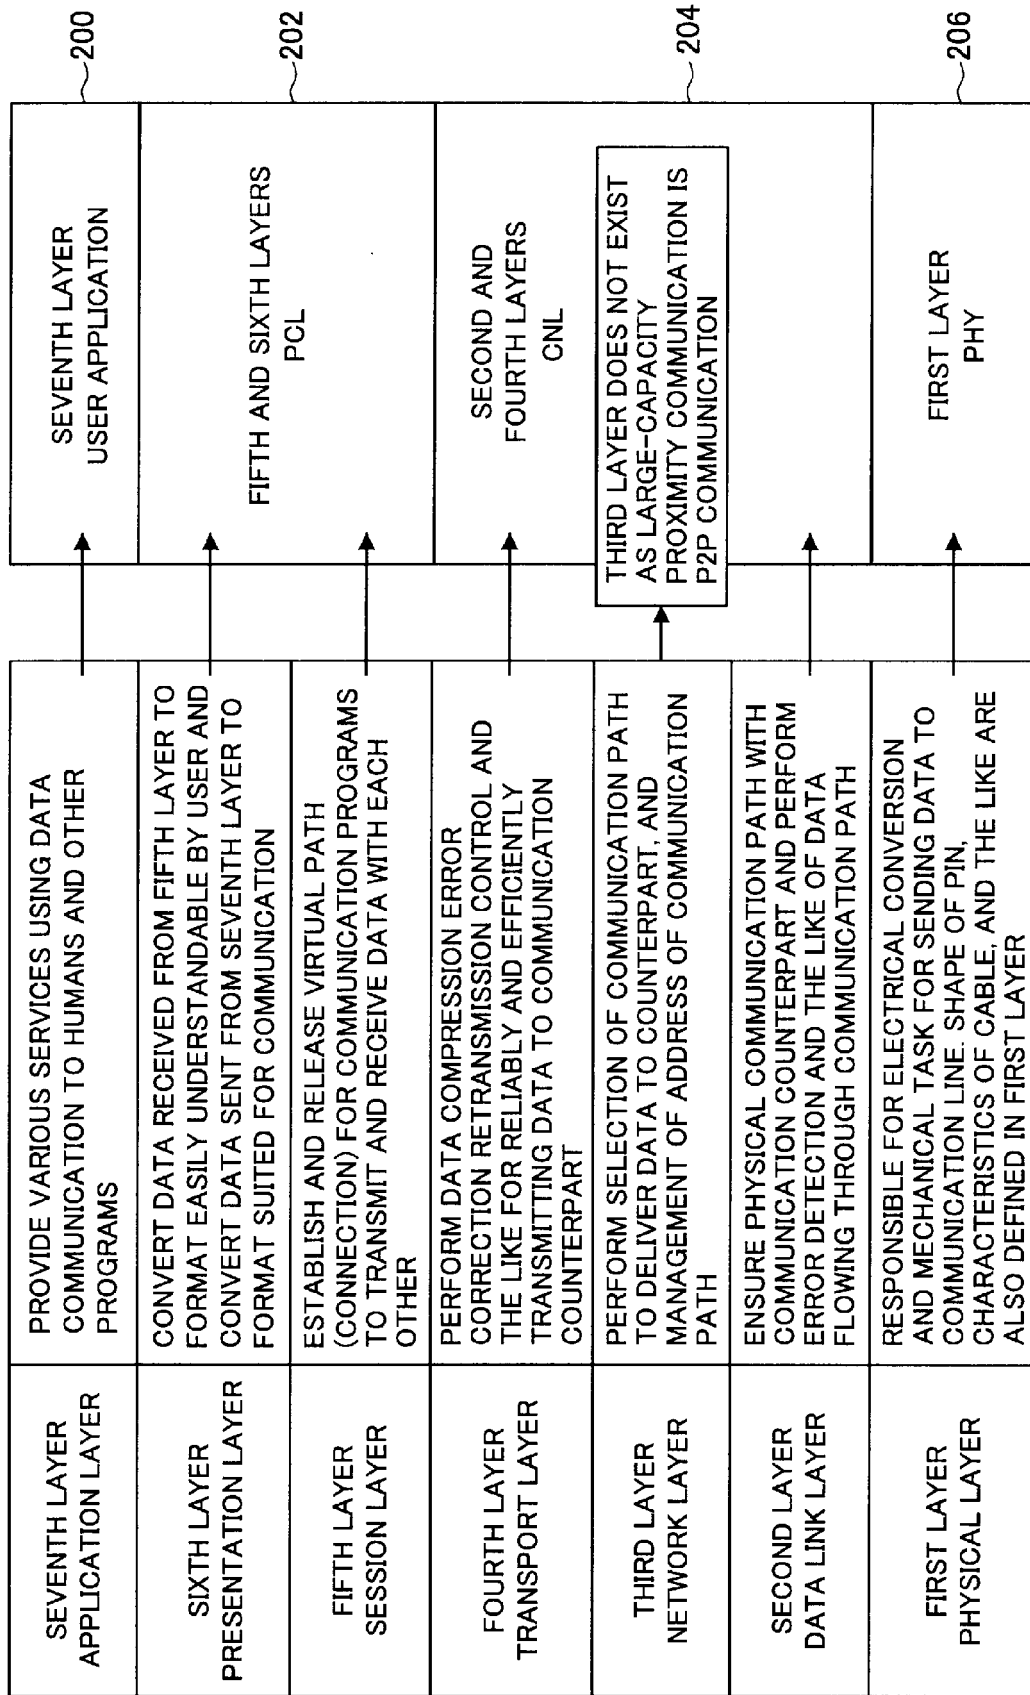 SEVENTH LAYER
APPLICATION LAYER
PROVIDE VARIOUS SERVICES USING DATA
COMMUNICATION TO HUMANS AND OTHER
PROGRAMS
SEVENTH LAYER
USER APPLICATION
200
SIXTH LAYER
PRESENTATION LAYER
CONVERT DATA RECEIVED FROM FIFTH LAYER TO
FORMAT EASILY UNDERSTANDABLE BY USER AND
CONVERT DATA SENT FROM SEVENTH LAYER TO
FORMAT SUITED FOR COMMUNICATION
FIFTH AND SIXTH LAYERS
PCL
202
FIFTH LAYER
SESSION LAYER
ESTABLISH AND RELEASE VIRTUAL PATH
(CONNECTION) FOR COMMUNICATION PROGRAMS
TO TRANSMIT AND RECEIVE DATA WITH EACH
OTHER
FOURTH LAYER
TRANSPORT LAYER
PERFORM DATA COMPRESSION ERROR
CORRECTION RETRANSMISSION CONTROL AND
THE LIKE FOR RELIABLY AND EFFICIENTLY
TRANSMITTING DATA TO COMMUNICATION
COUNTERPART
SECOND AND
FOURTH LAYERS
CNL
204
THIRD LAYER
NETWORK LAYER
PERFORM SELECTION OF COMMUNICATION PATH
TO DELIVER DATA TO COUNTERPART, AND
MANAGEMENT OF ADDRESS OF COMMUNICATION
PATH
THIRD LAYER DOES NOT EXIST
AS LARGE-CAPACITY
PROXIMITY COMMUNICATION IS
P2P COMMUNICATION
SECOND LAYER
DATA LINK LAYER
ENSURE PHYSICAL COMMUNICATION PATH WITH
COMMUNICATION COUNTERPART AND PERFORM
ERROR DETECTION AND THE LIKE OF DATA
FLOWING THROUGH COMMUNICATION PATH
FIRST LAYER
PHYSICAL LAYER
RESPONSIBLE FOR ELECTRICAL CONVERSION
AND MECHANICAL TASK FOR SENDING DATA TO
COMMUNICATION LINE. SHAPE OF PIN,
CHARACTERISTICS OF CABLE, AND THE LIKE ARE
ALSO DEFINED IN FIRST LAYER
FIRST LAYER
PHY
206